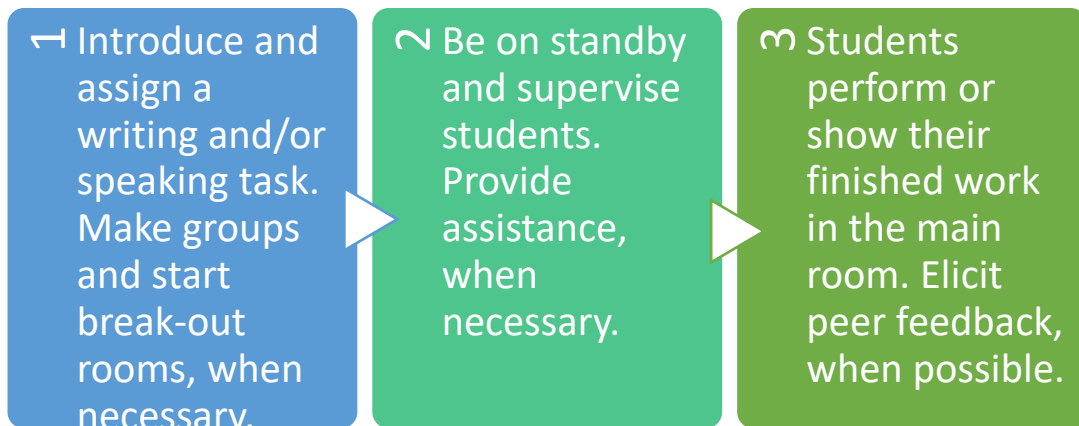 1
Introduce and
assign a
writing and/or
speaking task.
Make groups
and start
break-out
rooms, when
necessary.
2
Be on standby
and supervise
students.
Provide
assistance,
when
necessary.
3
Students
perform or
show their
finished work
in the main
room. Elicit
peer feedback,
when possible.